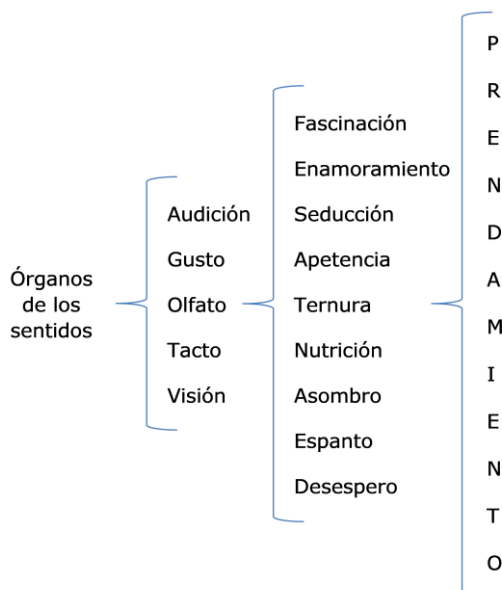 Órganos
de los
sentidos
Audición
Gusto
Olfato
Tacto
Visión
Fascinación
Enamoramiento
Seducción
Apetencia
Ternura
Nutrición
Asombro
Espanto
Desespero
P
R
E
N
D
A
M
I
E
N
T
O